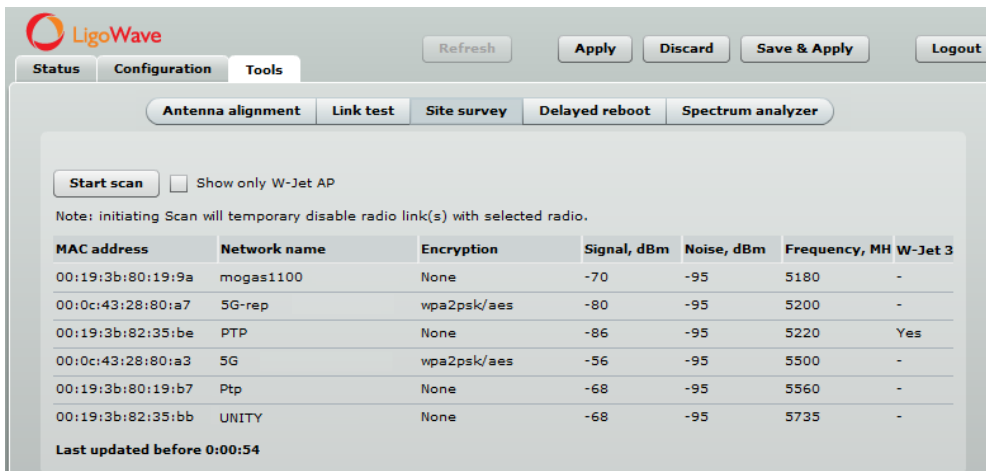 LigoWave
Refresh Apply Discard Save & Apply Logout
Status Configuration Tools
Antenna alignment Link test Site survey Delayed reboot Spectrum analyzer
Start scan Show only W-Jet AP
Note: initiating Scan will temporary disable radio link(s) with selected radio.
MAC address Network name Encryption Signal, dBm Noise, dBm Frequency, MH W-Jet 3
00:19:3b:80:19:9a mogas1100 None -70 -95 5180 -
00:0c:43:28:80:a7 5G-rep wpa2psk/aes -80 -95 5200 -
00:19:3b:82:35:be PTP None -86 -95 5220 Yes
00:0c:43:28:80:a3 5G wpa2psk/aes -56 -95 5500 -
00:19:3b:80:19:b7 Ptp None -68 -95 5560 -
00:19:3b:82:35:bb UNITY None -68 -95 5735 -
Last updated before 0:00:54